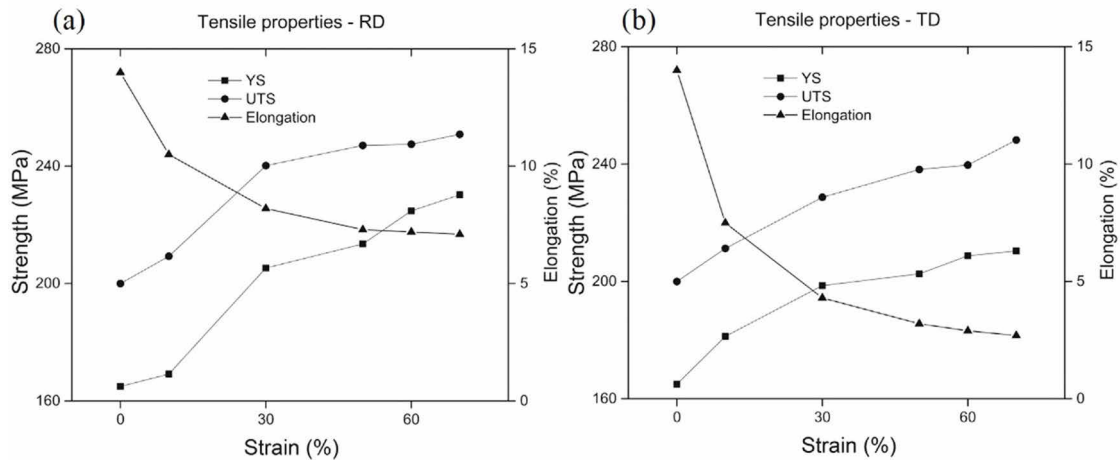 (a)
Tensile properties - RD
280
240
200
160
Strength (MPa)
YS
UTS
Elongation
15
10
5
0
Elongation (%)
0
30
60
Strain (%)
(b)
Tensile properties - TD
280
240
200
160
Strength (MPa)
YS
UTS
Elongation
15
10
5
0
Elongation (%)
0
30
60
Strain (%)